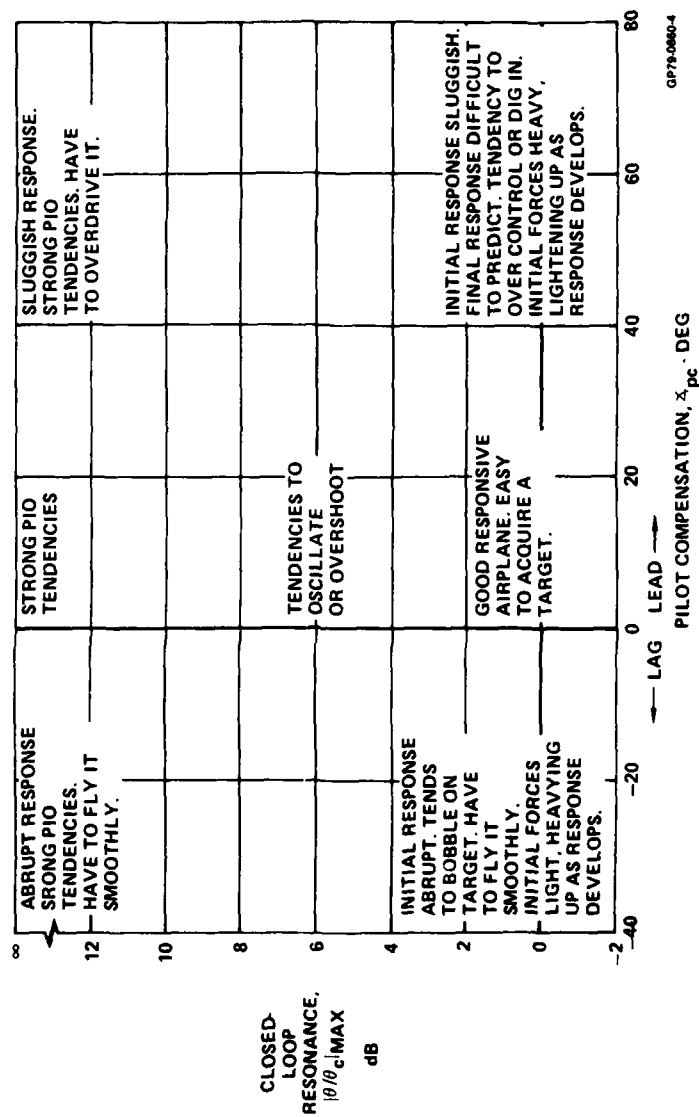 CLOSED-
LOOP
RESONANCE,
|θ/θc|MAX
dB
∞
12
10
8
6
4
2
0
-2
ABRUPT RESPONSE
SRONG PIO
TENDENCIES.
HAVE TO FLY IT
SMOOTHLY.
STRONG PIO
TENDENCIES
SLUGGISH RESPONSE.
STRONG PIO
TENDENCIES. HAVE
TO OVERDRIVE IT.
TENDENCIES TO
OSCILLATE
OR OVERSHOOT
INITIAL RESPONSE
ABRUPT. TENDS
TO BOBBLE ON
TARGET. HAVE
TO FLY IT
SMOOTHLY.
INITIAL FORCES
LIGHT, HEAVYING
UP AS RESPONSE
DEVELOPS.
GOOD RESPONSIVE
AIRPLANE. EASY
TO ACQUIRE A
TARGET.
INITIAL RESPONSE SLUGGISH.
FINAL RESPONSE DIFFICULT
TO PREDICT. TENDENCY TO
OVER CONTROL OR DIG IN.
INITIAL FORCES HEAVY,
LIGHTENING UP AS
RESPONSE DEVELOPS.
-40
-20
0
20
40
60
80
← LAG LEAD →
PILOT COMPENSATION, ∡pc - DEG
GP79-0860-4